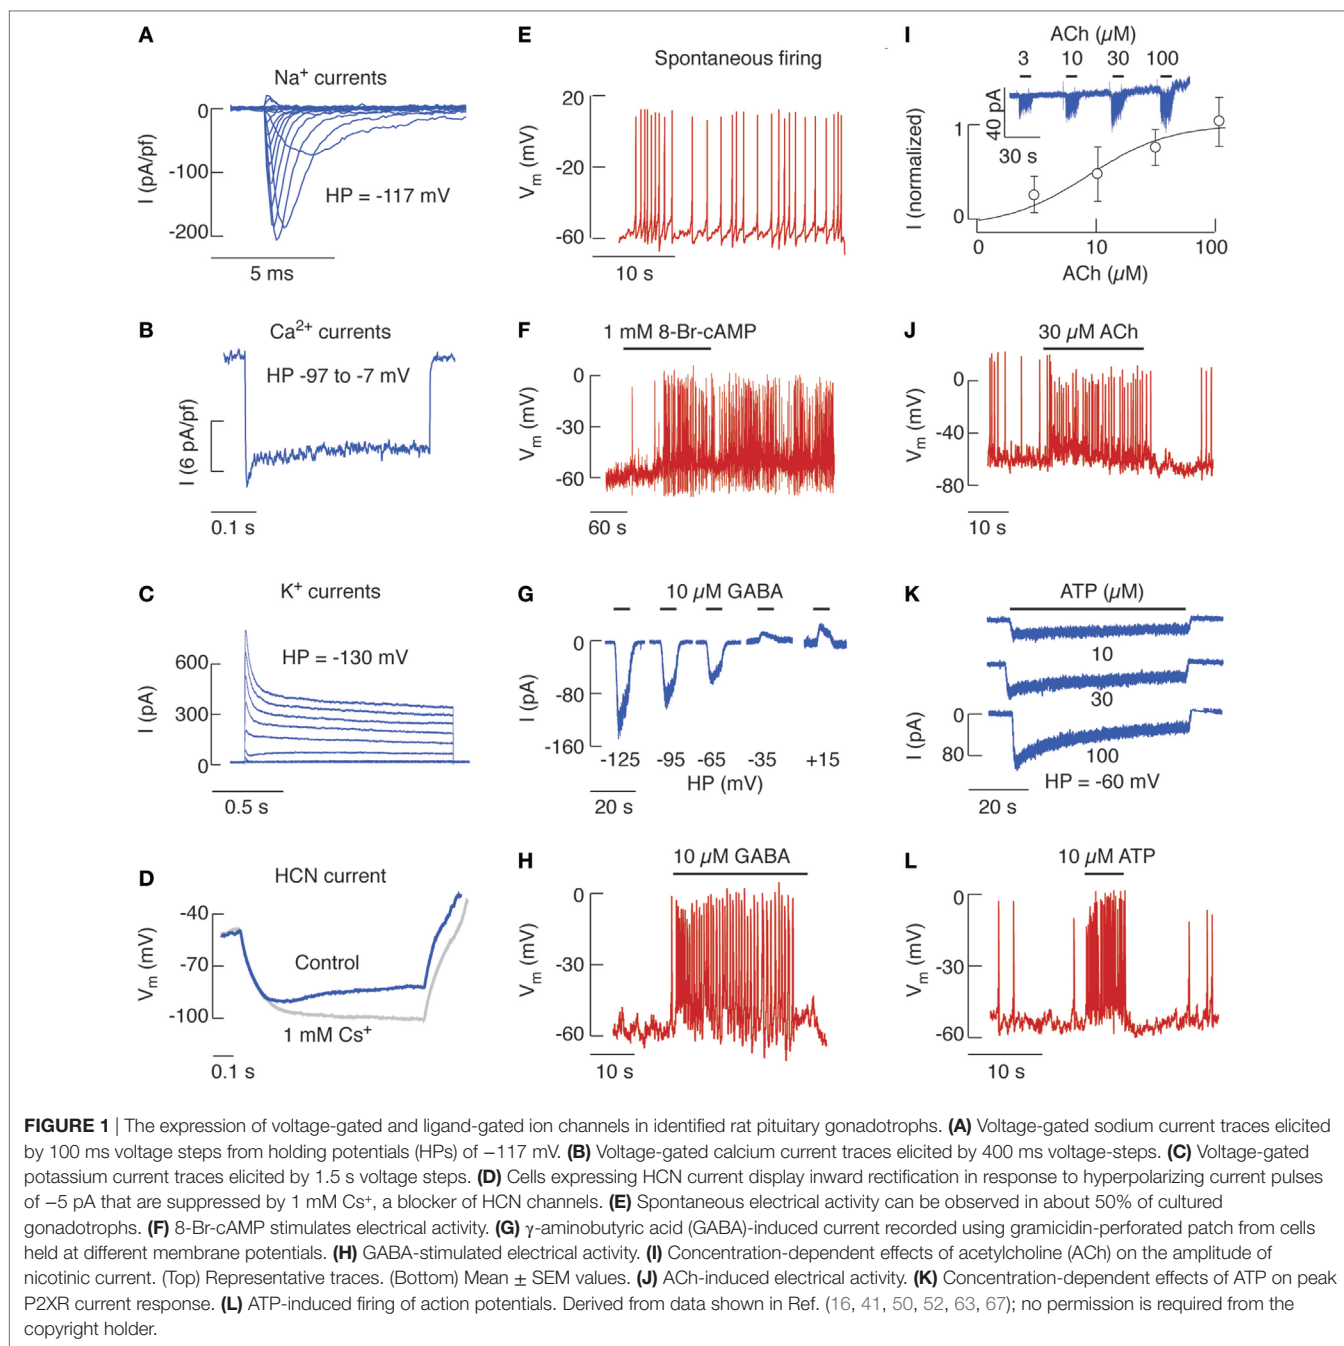 A
Na+ currents
0
-100
-200
I (pA/pf)
HP = -117 mV
5 ms
B
Ca2+ currents
HP -97 to -7 mV
I (6 pA/pf)
0.1 s
C
K+ currents
HP = -130 mV
600
300
0
I (pA)
0.5 s
D
HCN current
-40
-70
-100
Vm (mV)
Control
1 mM Cs+
0.1 s
E
Spontaneous firing
20
-20
-60
Vm (mV)
10 s
F
1 mM 8-Br-cAMP
0
-30
-60
Vm (mV)
60 s
G
10 µM GABA
0
-80
-160
I (pA)
-125 -95 -65 -35 +15
HP (mV)
20 s
H
10 µM GABA
0
-30
-60
Vm (mV)
10 s
I
ACh (µM)
3 10 30 100
40 pA
30 s
1
0
I (normalized)
0 10 100
ACh (µM)
J
30 µM ACh
0
-40
-80
Vm (mV)
10 s
K
ATP (µM)
10
30
0
80
I (pA)
100
HP = -60 mV
20 s
L
10 µM ATP
0
-30
-60
Vm (mV)
10 s
FIGURE 1 | The expression of voltage-gated and ligand-gated ion channels in identified rat pituitary gonadotrophs. (A) Voltage-gated sodium current traces elicited
by 100 ms voltage steps from holding potentials (HPs) of −117 mV. (B) Voltage-gated calcium current traces elicited by 400 ms voltage-steps. (C) Voltage-gated
potassium current traces elicited by 1.5 s voltage steps. (D) Cells expressing HCN current display inward rectification in response to hyperpolarizing current pulses
of −5 pA that are suppressed by 1 mM Cs+, a blocker of HCN channels. (E) Spontaneous electrical activity can be observed in about 50% of cultured
gonadotrophs. (F) 8-Br-cAMP stimulates electrical activity. (G) γ-aminobutyric acid (GABA)-induced current recorded using gramicidin-perforated patch from cells
held at different membrane potentials. (H) GABA-stimulated electrical activity. (I) Concentration-dependent effects of acetylcholine (ACh) on the amplitude of
nicotinic current. (Top) Representative traces. (Bottom) Mean ± SEM values. (J) ACh-induced electrical activity. (K) Concentration-dependent effects of ATP on peak
P2XR current response. (L) ATP-induced firing of action potentials. Derived from data shown in Ref. (16, 41, 50, 52, 63, 67); no permission is required from the
copyright holder.